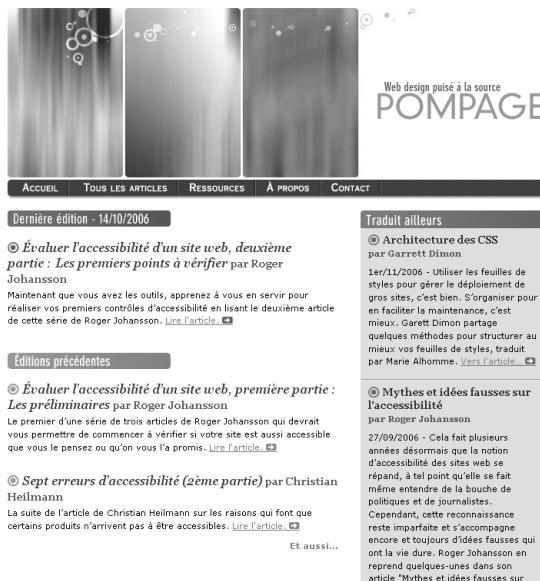 Web design puisé à la source
POMPAGE
Accueil Tous les articles Ressources À propos Contact
Dernière édition - 14/10/2006
Évaluer l'accessibilité d'un site web, deuxième
partie : Les premiers points à vérifier par Roger
Johansson
Maintenant que vous avez les outils, apprenez à vous en servir pour
réaliser vos premiers contrôles d'accessibilité en lisant le deuxième article
de cette série de Roger Johansson. Lire l'article.
Éditions précédentes
Évaluer l'accessibilité d'un site web, première partie :
Les préliminaires par Roger Johansson
Le premier d'une série de trois articles de Roger Johansson qui devrait
vous permettre de commencer à vérifier si votre site est aussi accessible
que vous le pensez ou qu'on vous l'a promis. Lire l'article.
Sept erreurs d'accessibilité (2ème partie) par Christian
Heilmann
La suite de l'article de Christian Heilmann sur les raisons qui font que
certains produits n'arrivent pas à être accessibles. Lire l'article.
Et aussi...
Traduit ailleurs
Architecture des CSS
par Garrett Dimon
1er/11/2006 - Utiliser les feuilles de
styles pour gérer le déploiement de
gros sites, c'est bien. S'organiser pour
en faciliter la maintenance, c'est
mieux. Garett Dimon partage
quelques méthodes pour structurer au
mieux vos feuilles de styles, traduit
par Marie Alhomme. Vers l'article...
Mythes et idées fausses sur
l'accessibilité
par Roger Johansson
27/09/2006 - Cela fait plusieurs
années désormais que la notion
d'accessibilité des sites web se
répand, à tel point qu'elle se fait
même entendre de la bouche de
politiques et de journalistes.
Cependant, cette reconnaissance
reste imparfaite et s'accompagne
encore et toujours d'idées fausses qui
ont la vie dure. Roger Johansson en
reprend quelques-unes dans son
article "Mythes et idées fausses sur